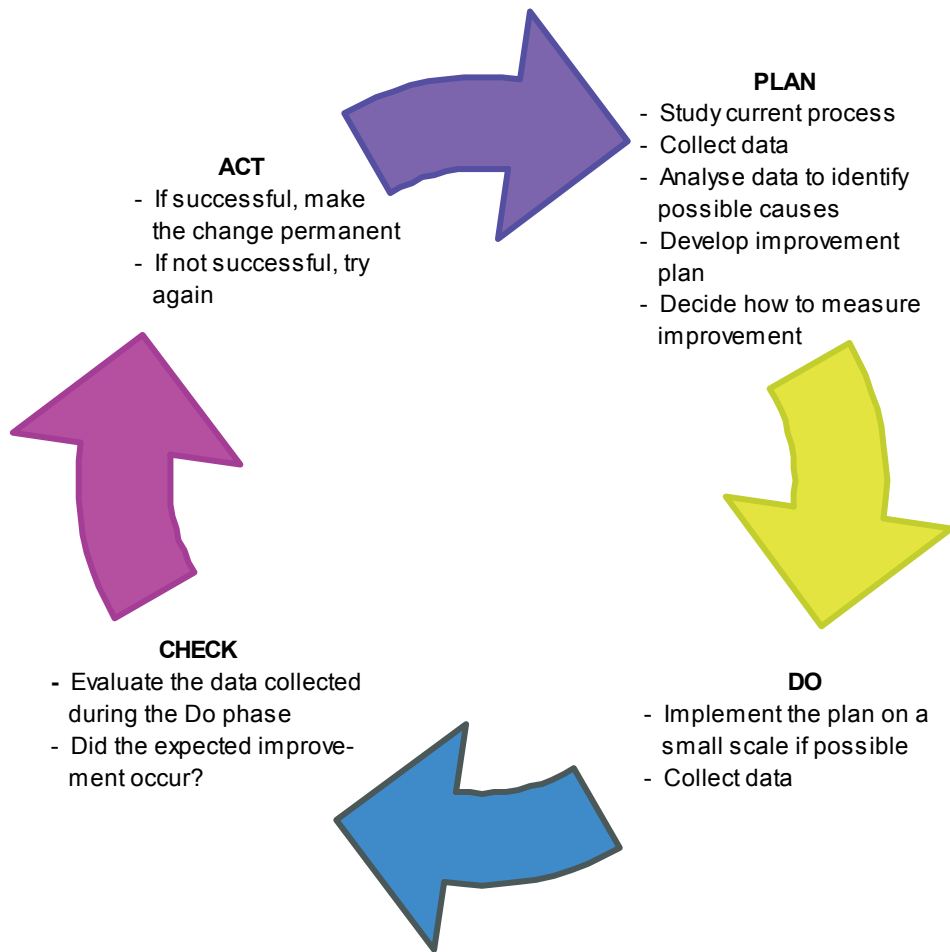 PLAN
- Study current process
- Collect data
- Analyse data to identify
possible causes
- Develop improvement
plan
- Decide how to measure
improvement
DO
- Implement the plan on a
small scale if possible
- Collect data
CHECK
- Evaluate the data collected
during the Do phase
- Did the expected improve-
ment occur?
ACT
- If successful, make
the change permanent
- If not successful, try
again